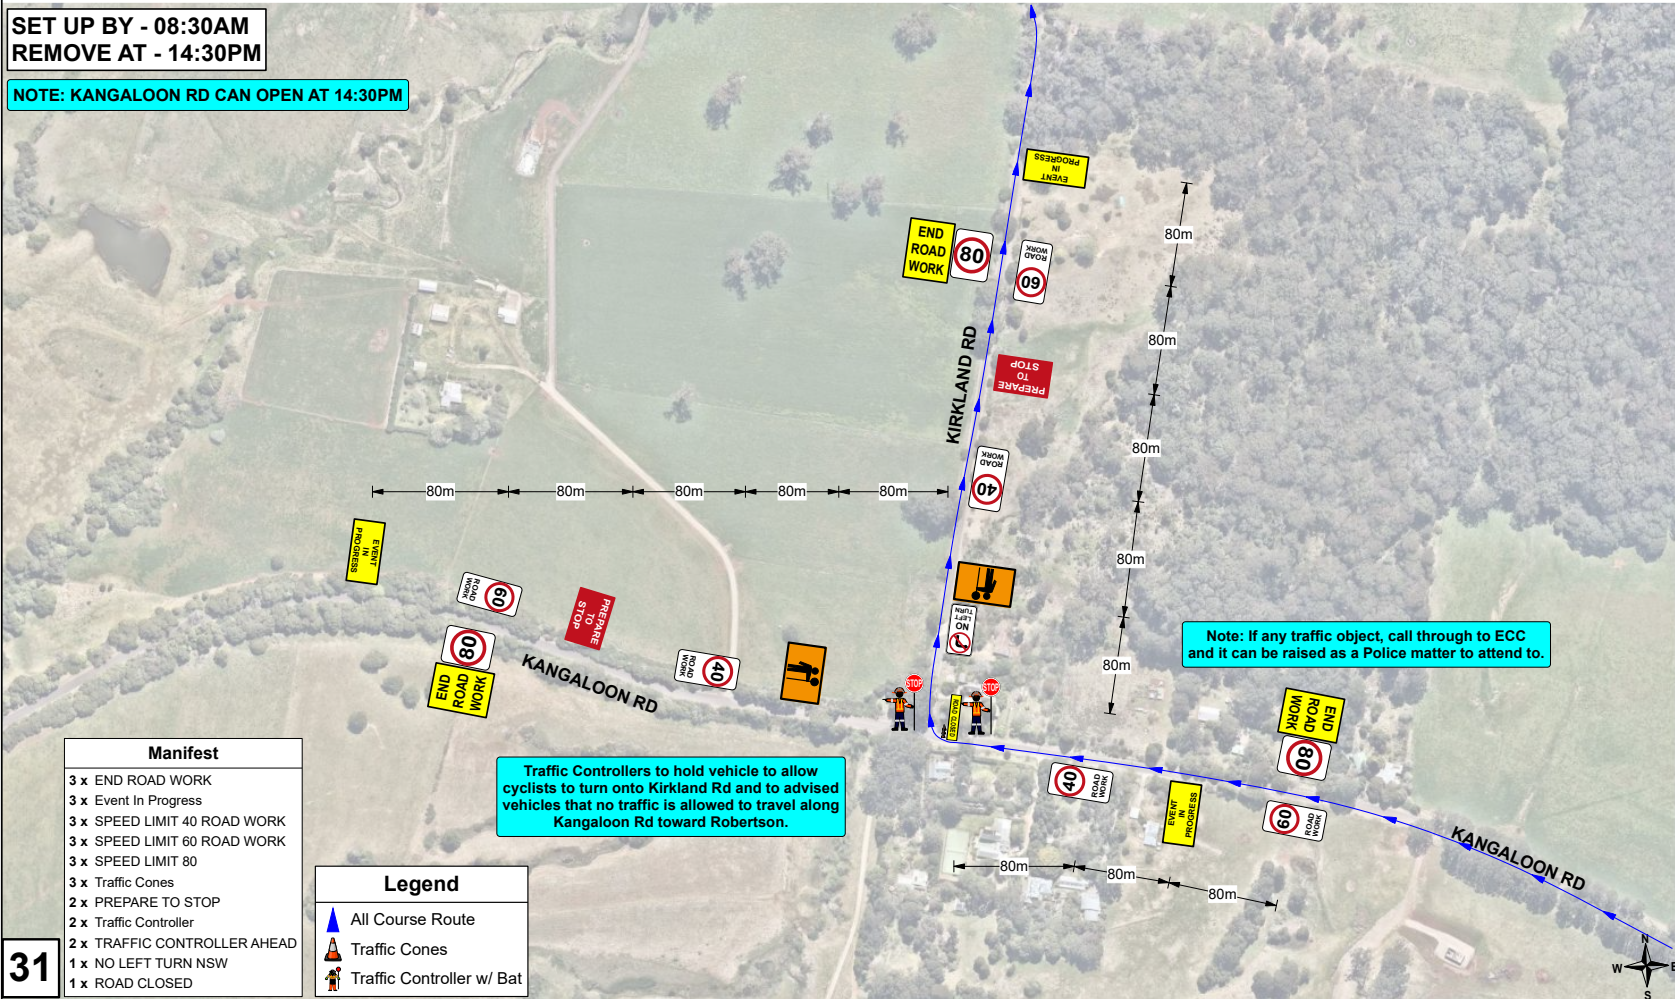 SET UP BY - 08:30AM
REMOVE AT - 14:30PM
NOTE: KANGALOON RD CAN OPEN AT 14:30PM
EVENT
IN
PROGRESS
END
ROAD
WORK
80
60
ROAD
WORK
PREPARE
TO
STOP
KIRKLAND RD
40
ROAD
WORK
NO
LEFT
TURN
80m
80m
80m
80m
80m
80m
80m
80m
80m
80m
EVENT
IN
PROGRESS
60
ROAD
WORK
PREPARE
TO
STOP
80
END
ROAD
WORK
KANGALOON RD
40
ROAD
WORK
STOP
STOP
ROAD CLOSED
Note: If any traffic object, call through to ECC
and it can be raised as a Police matter to attend to.
END
ROAD
WORK
80
40
ROAD
WORK
EVENT
IN
PROGRESS
60
ROAD
WORK
KANGALOON RD
80m
80m
80m
Traffic Controllers to hold vehicle to allow
cyclists to turn onto Kirkland Rd and to advised
vehicles that no traffic is allowed to travel along
Kangaloon Rd toward Robertson.
Manifest
3 x END ROAD WORK
3 x Event In Progress
3 x SPEED LIMIT 40 ROAD WORK
3 x SPEED LIMIT 60 ROAD WORK
3 x SPEED LIMIT 80
3 x Traffic Cones
2 x PREPARE TO STOP
2 x Traffic Controller
2 x TRAFFIC CONTROLLER AHEAD
1 x NO LEFT TURN NSW
1 x ROAD CLOSED
31
Legend
All Course Route
Traffic Cones
Traffic Controller w/ Bat
N
W
E
S